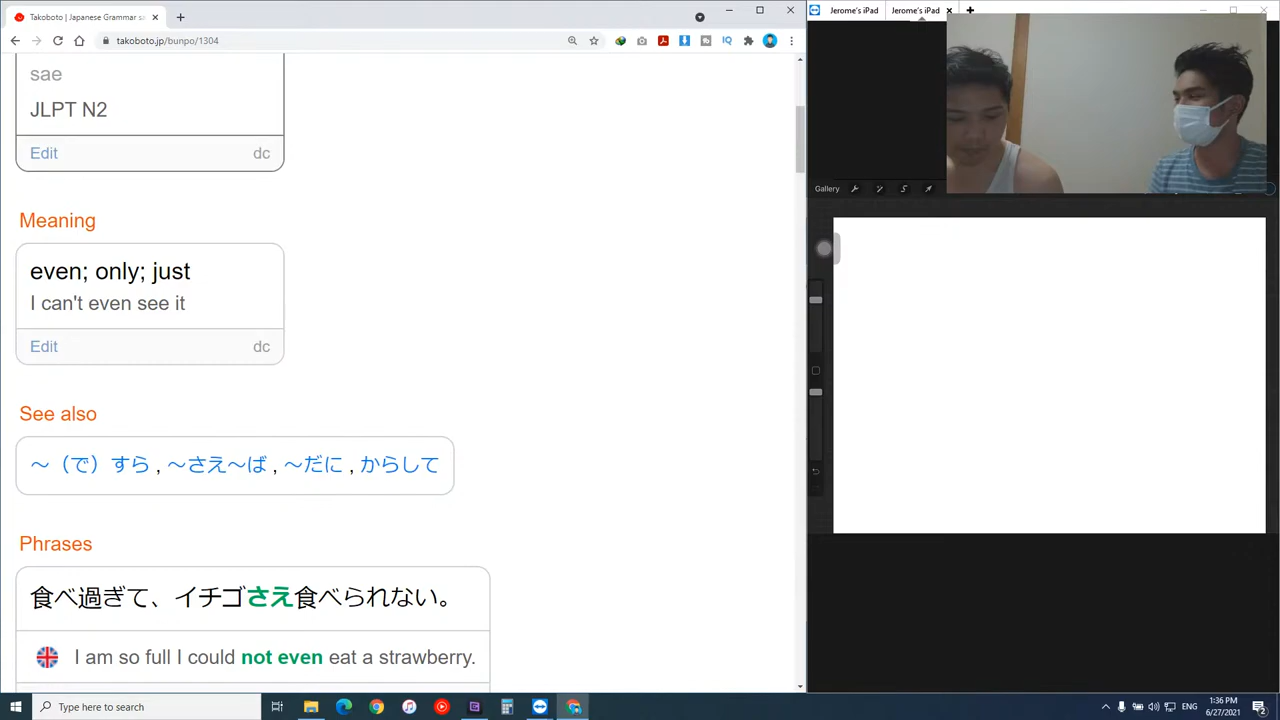 Takoboto | Japanese Grammar sa
takoboto.jp/bunpo/1304
sae
JLPT N2
Edit
dc
Meaning
even; only; just
I can't even see it
Edit
dc
See also
～（で）すら , ～さえ～ば , ～だに , からして
Phrases
食べ過ぎて、イチゴさえ食べられない。
I am so full I could not even eat a strawberry.
Jerome's iPad
Jerome's iPad
Gallery
Type here to search
ENG
1:36 PM
6/27/2021
2